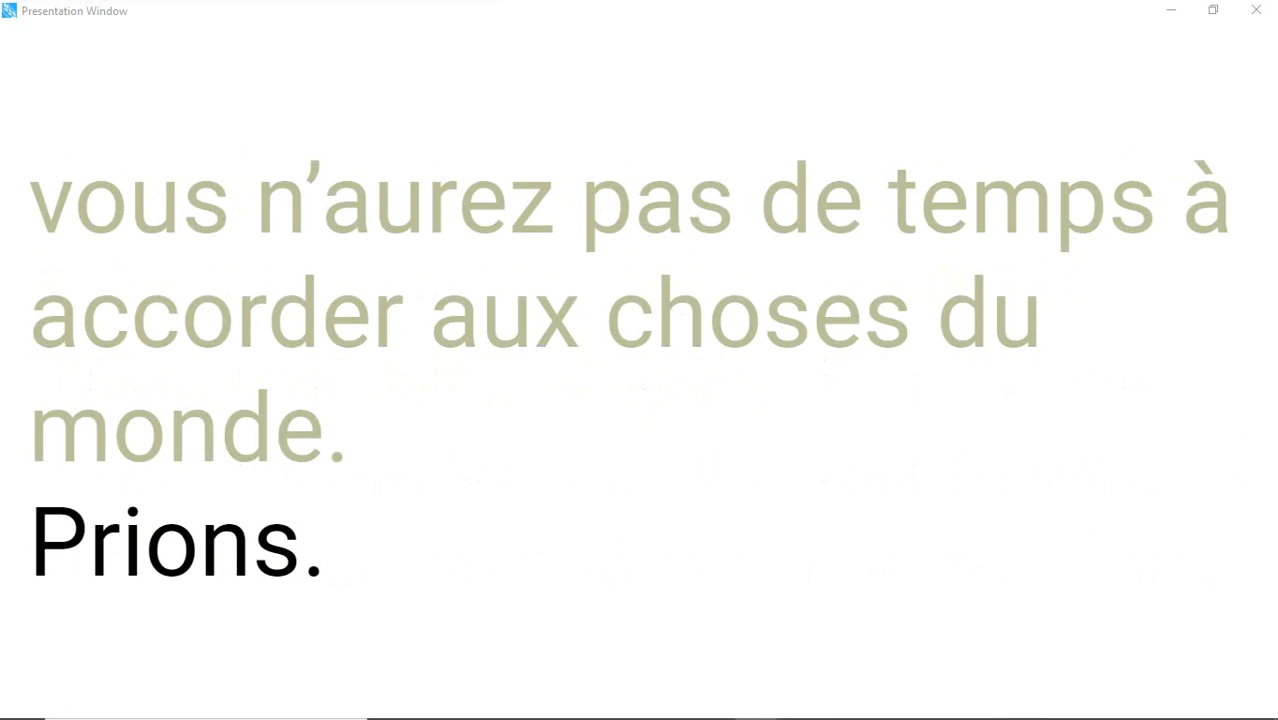 Presentation Window
vous n’aurez pas de temps à
accorder aux choses du
monde.
Prions.